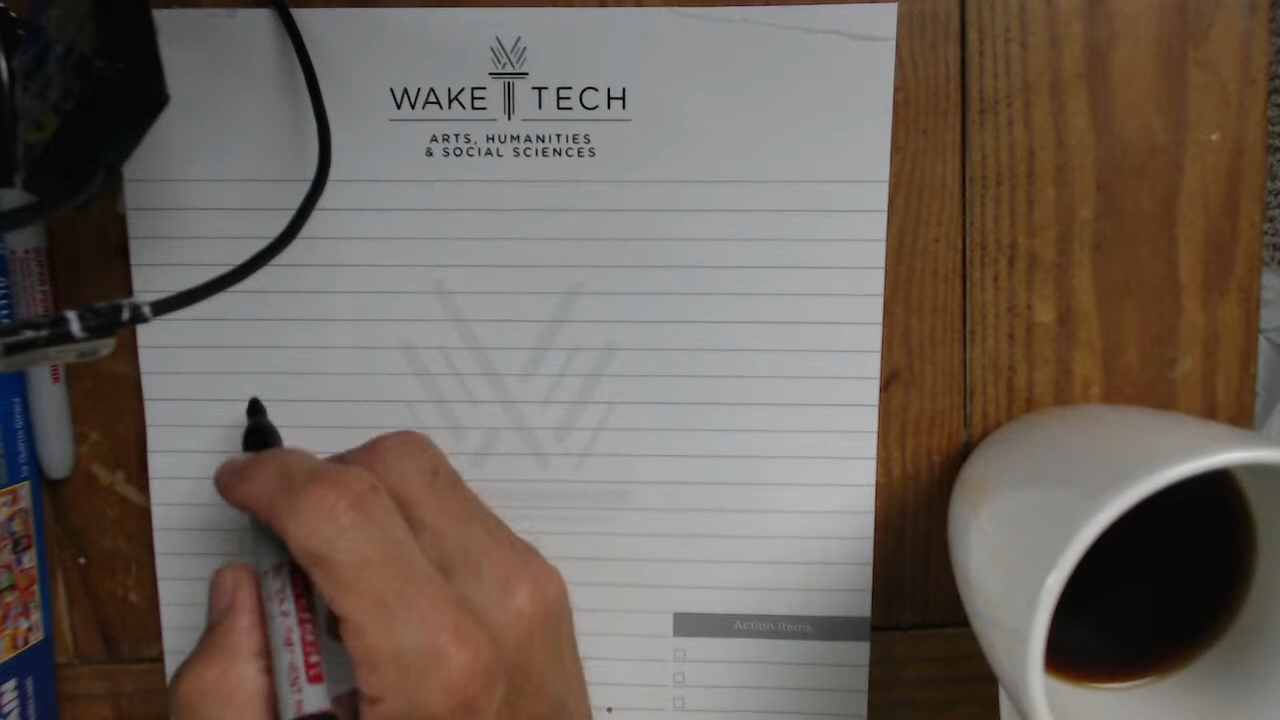 WAKE TECH
ARTS, HUMANITIES
& SOCIAL SCIENCES
Action Items